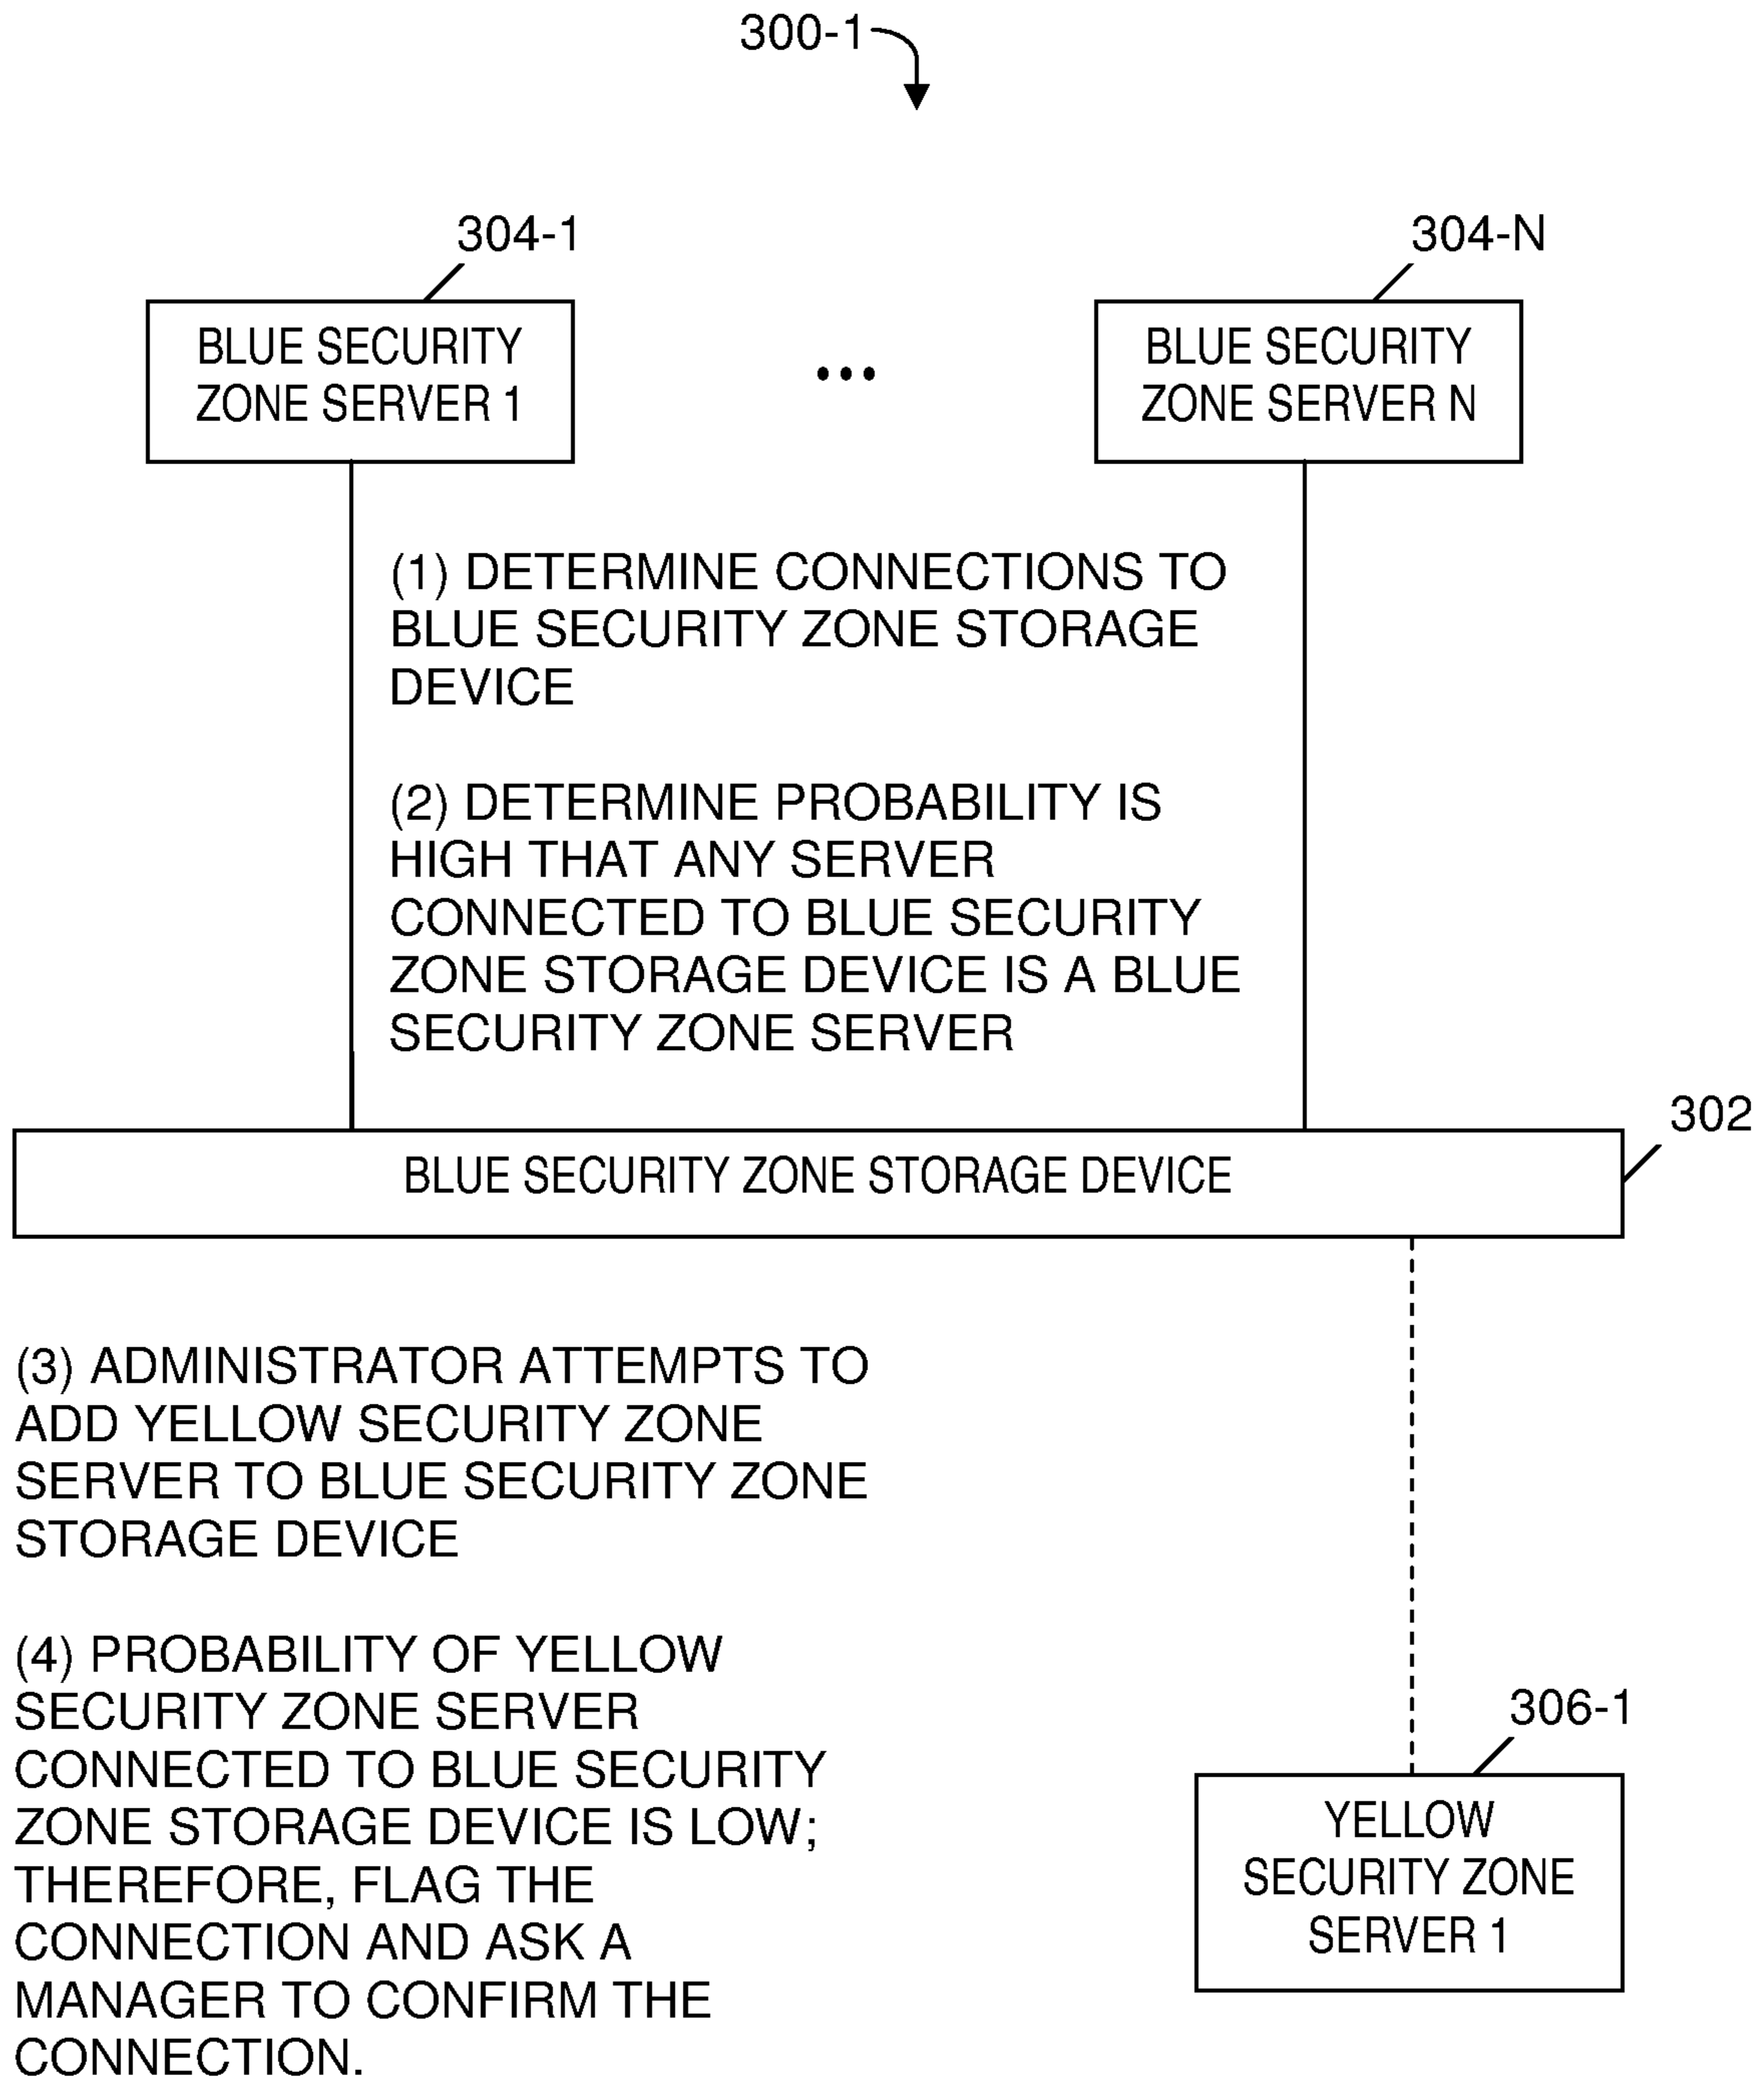 300-1
304-1
304-N
BLUE SECURITY
ZONE SERVER 1
...
BLUE SECURITY
ZONE SERVER N
(1) DETERMINE CONNECTIONS TO
BLUE SECURITY ZONE STORAGE
DEVICE
(2) DETERMINE PROBABILITY IS
HIGH THAT ANY SERVER
CONNECTED TO BLUE SECURITY
ZONE STORAGE DEVICE IS A BLUE
SECURITY ZONE SERVER
302
BLUE SECURITY ZONE STORAGE DEVICE
(3) ADMINISTRATOR ATTEMPTS TO
ADD YELLOW SECURITY ZONE
SERVER TO BLUE SECURITY ZONE
STORAGE DEVICE
(4) PROBABILITY OF YELLOW
SECURITY ZONE SERVER
CONNECTED TO BLUE SECURITY
ZONE STORAGE DEVICE IS LOW;
THEREFORE, FLAG THE
CONNECTION AND ASK A
MANAGER TO CONFIRM THE
CONNECTION.
306-1
YELLOW
SECURITY ZONE
SERVER 1